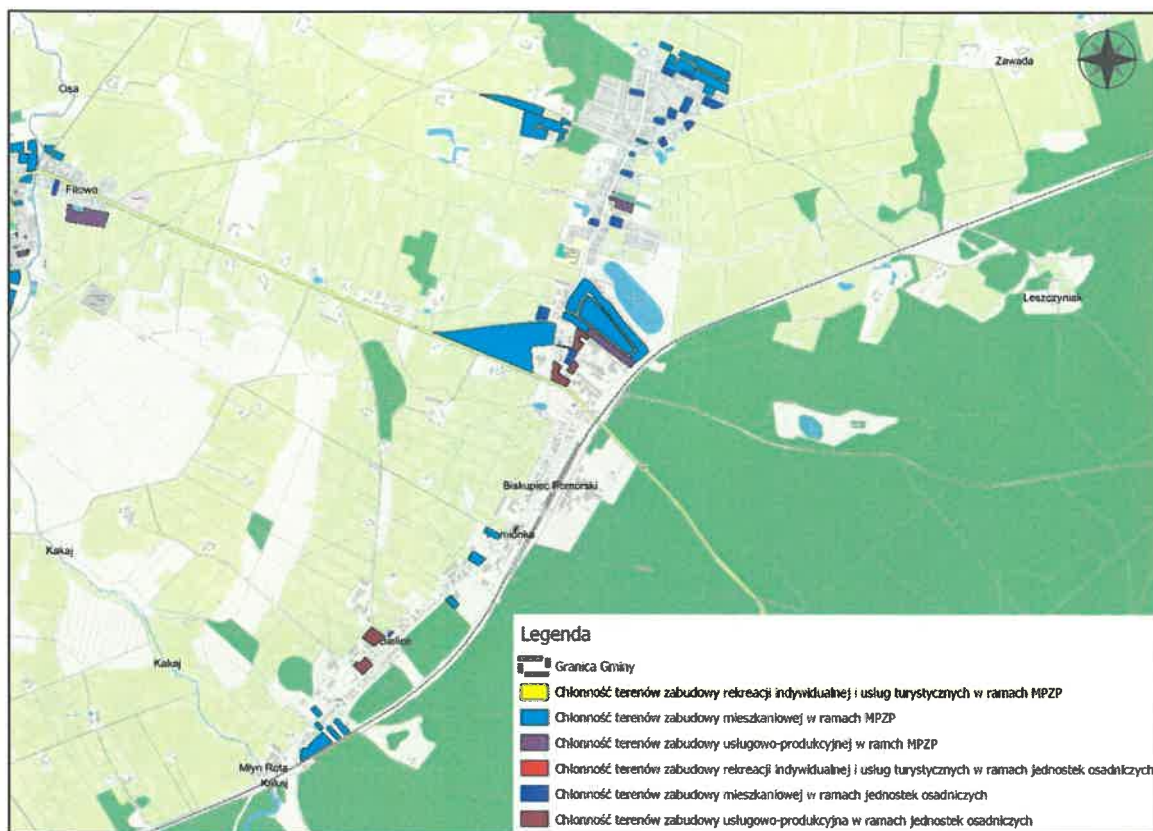 Zawada
Osa
Fitowo
Leszczyniak
Biskupiec Pomorski
Kakaj
Bielice
Kakaj
Młyn Rota
Legenda
Granica Gminy
Chłonność terenów zabudowy rekreacji indywidualnej i usług turystycznych w ramach MPZP
Chłonność terenów zabudowy mieszkaniowej w ramach MPZP
Chłonność terenów zabudowy usługowo-produkcyjnej w ramch MPZP
Chłonność terenów zabudowy rekreacji indywidualnej i usług turystycznych w ramach jednostek osadniczych
Chłonność terenów zabudowy mieszkaniowej w ramach jednostek osadniczych
Chłonność terenów zabudowy usługowo-produkcyjna w ramach jednostek osadniczych